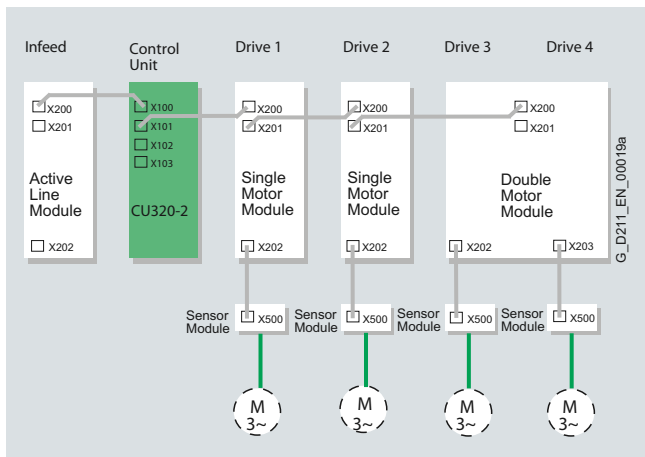 Infeed
Control
Unit
Drive 1
Drive 2
Drive 3
Drive 4
X200
X201
Active
Line
Module
X202
X100
X101
X102
X103
CU320-2
X200
X201
Single
Motor
Module
X202
X200
X201
Single
Motor
Module
X202
X200
X201
Double
Motor
Module
X202
X203
G_D211_EN_00019a
Sensor
Module
X500
Sensor
Module
X500
Sensor
Module
X500
Sensor
Module
X500
M
3~
M
3~
M
3~
M
3~